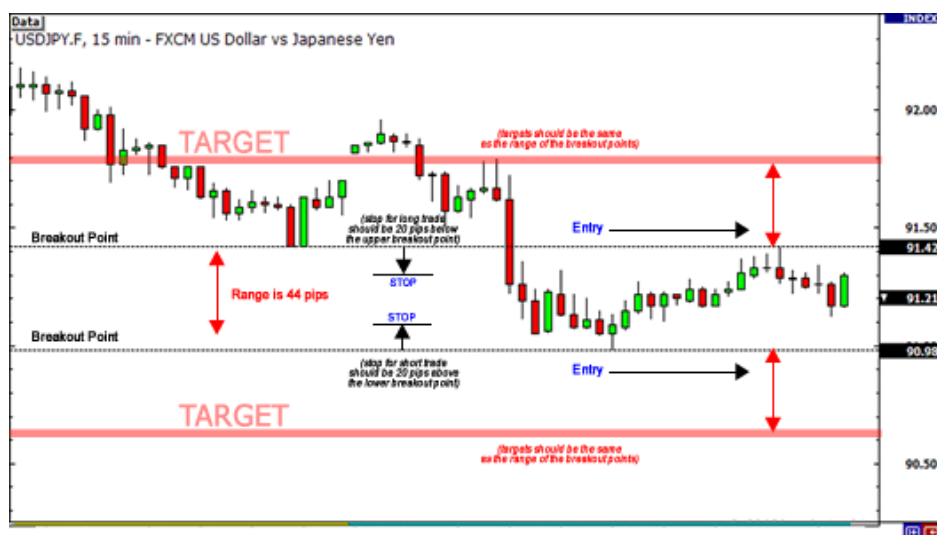 Data
INDEX
USDJPY.F, 15 min - FXCM US Dollar vs Japanese Yen
92.00
TARGET
(targets should be the same
as the range of the breakout points)
(stop for long trade
should be 20 pips below
the upper breakout point)
Entry
91.50
Breakout Point
91.42
STOP
Range is 44 pips
91.21
STOP
Breakout Point
90.98
(stop for short trade
should be 20 pips above
the lower breakout point)
Entry
TARGET
(targets should be the same
as the range of the breakout points)
90.50